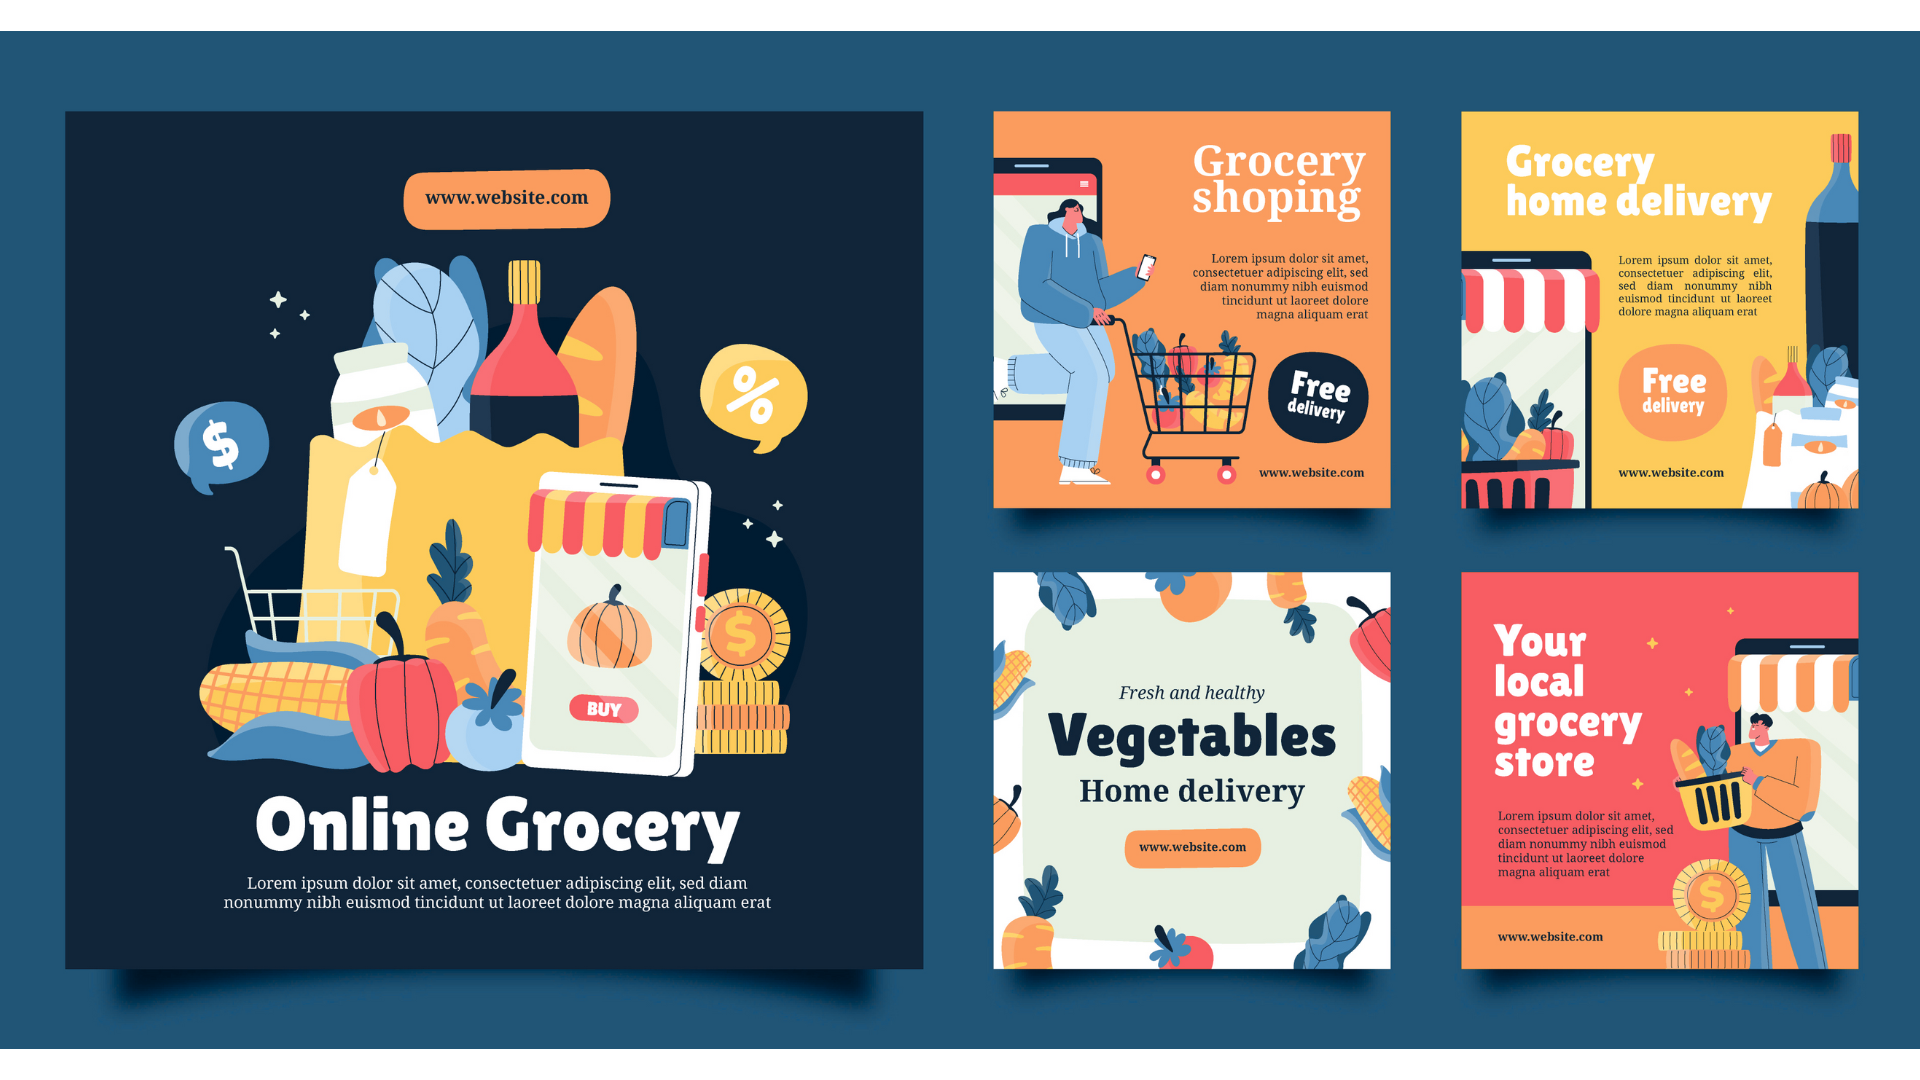 www.website.com
$
%
$
BUY
Online Grocery
Lorem ipsum dolor sit amet, consectetuer adipiscing elit, sed diam
nonummy nibh euismod tincidunt ut laoreet dolore magna aliquam erat
Grocery
shoping
Lorem ipsum dolor sit amet,
consectetuer adipiscing elit, sed
diam nonummy nibh euismod
tincidunt ut laoreet dolore
magna aliquam erat
Free
delivery
www.website.com
Grocery
home delivery
Lorem ipsum dolor sit amet,
consectetuer adipiscing elit,
sed diam nonummy nibh
euismod tincidunt ut laoreet
dolore magna aliquam erat
Free
delivery
www.website.com
Fresh and healthy
Vegetables
Home delivery
www.website.com
Your
local
grocery
store
Lorem ipsum dolor sit amet,
consectetuer adipiscing elit, sed
diam nonummy nibh euismod
tincidunt ut laoreet dolore
magna aliquam erat
$
www.website.com